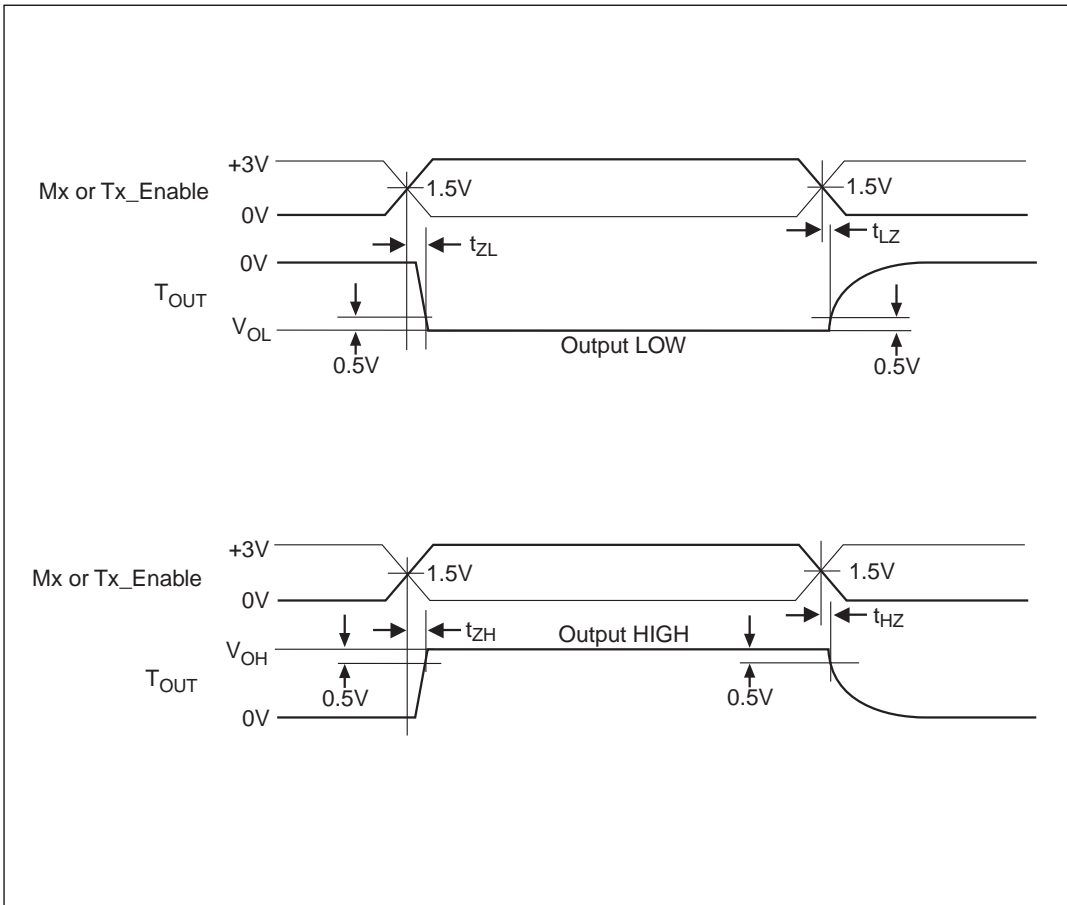 +3V
Mx or Tx_Enable
1.5V
1.5V
0V
tZL
tLZ
0V
TOUT
VOL
Output LOW
0.5V
0.5V
+3V
Mx or Tx_Enable
1.5V
1.5V
0V
tZH
Output HIGH
tHZ
VOH
TOUT
0.5V
0.5V
0V